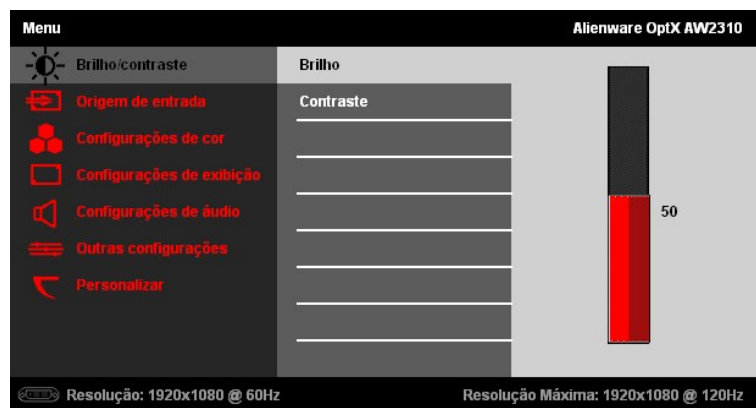 Menu
Alienware OptX AW2310
Brilho/contraste
Origem de entrada
Configurações de cor
Configurações de exibição
Configurações de áudio
Outras configurações
Personalizar
Brilho
Contraste
50
Resolução: 1920x1080 @ 60Hz
Resolução Máxima: 1920x1080 @ 120Hz